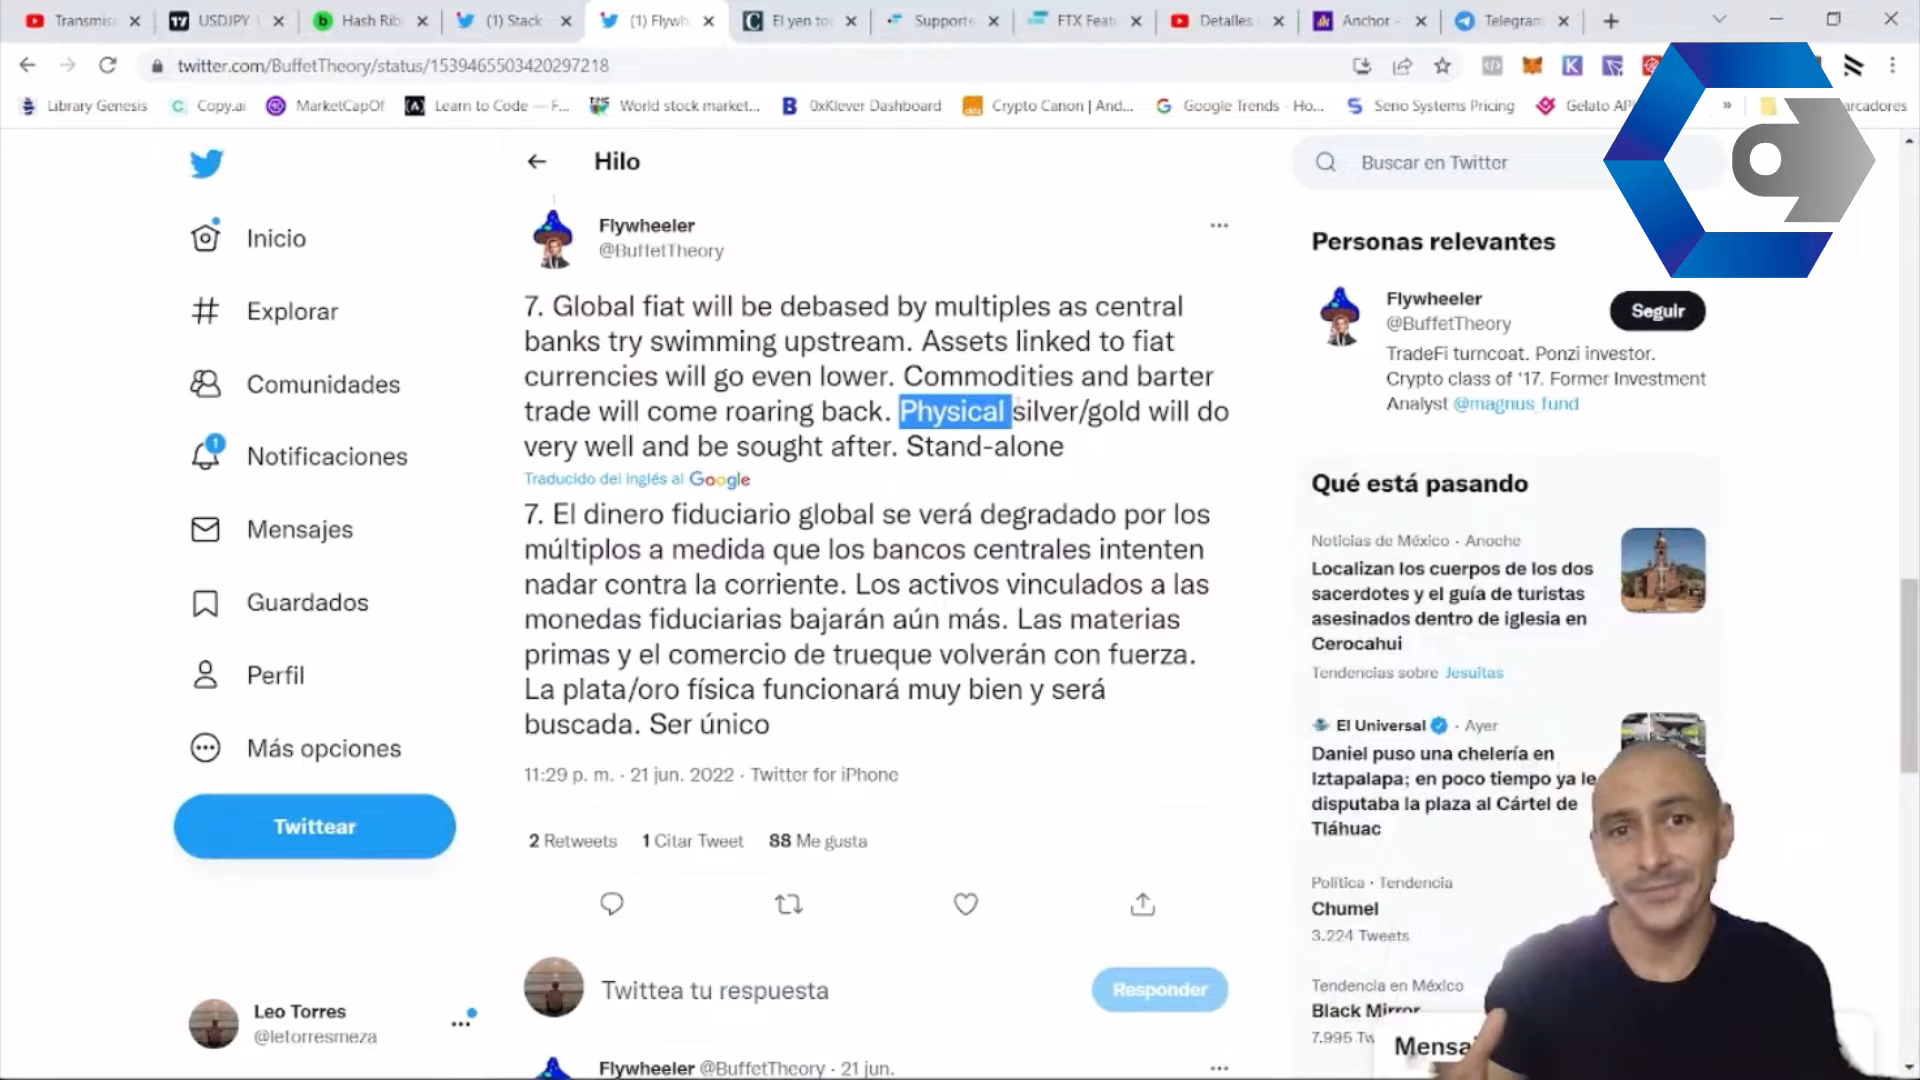 Transmis
USDJPY
Hash Rib
(1) Stack
(1) Flywh
El yen to
Supporte
FTX Feat
Detalles
Anchor -
Telegram
twitter.com/BuffetTheory/status/1539465503420297218
Library Genesis
Copy.ai
MarketCapOf
Learn to Code — F...
World stock market...
0xKlever Dashboard
Crypto Canon | And...
Google Trends - Ho...
Seno Systems Pricing
Gelato AP
arcadores
Inicio
Explorar
Comunidades
Notificaciones
1
Mensajes
Guardados
Perfil
Más opciones
Twittear
Leo Torres
@letorresmeza
Hilo
Flywheeler
@BuffetTheory
7. Global fiat will be debased by multiples as central
banks try swimming upstream. Assets linked to fiat
currencies will go even lower. Commodities and barter
trade will come roaring back. Physical silver/gold will do
very well and be sought after. Stand-alone
Traducido del inglés al Google
7. El dinero fiduciario global se verá degradado por los
múltiplos a medida que los bancos centrales intenten
nadar contra la corriente. Los activos vinculados a las
monedas fiduciarias bajarán aún más. Las materias
primas y el comercio de trueque volverán con fuerza.
La plata/oro física funcionará muy bien y será
buscada. Ser único
11:29 p. m. · 21 jun. 2022 · Twitter for iPhone
2 Retweets 1 Citar Tweet 88 Me gusta
Twittea tu respuesta
Responder
Flywheeler @BuffetTheory · 21 jun.
Buscar en Twitter
Personas relevantes
Flywheeler
@BuffetTheory
Seguir
TradeFi turncoat. Ponzi investor.
Crypto class of '17. Former Investment
Analyst @magnus_fund
Qué está pasando
Noticias de México · Anoche
Localizan los cuerpos de los dos
sacerdotes y el guía de turistas
asesinados dentro de iglesia en
Cerocahui
Tendencias sobre Jesuitas
El Universal · Ayer
Daniel puso una chelería en
Iztapalapa; en poco tiempo ya le
disputaba la plaza al Cártel de
Tláhuac
Política · Tendencia
Chumel
3.224 Tweets
Tendencia en México
Black Mirror
7.995 Tw
Mensa